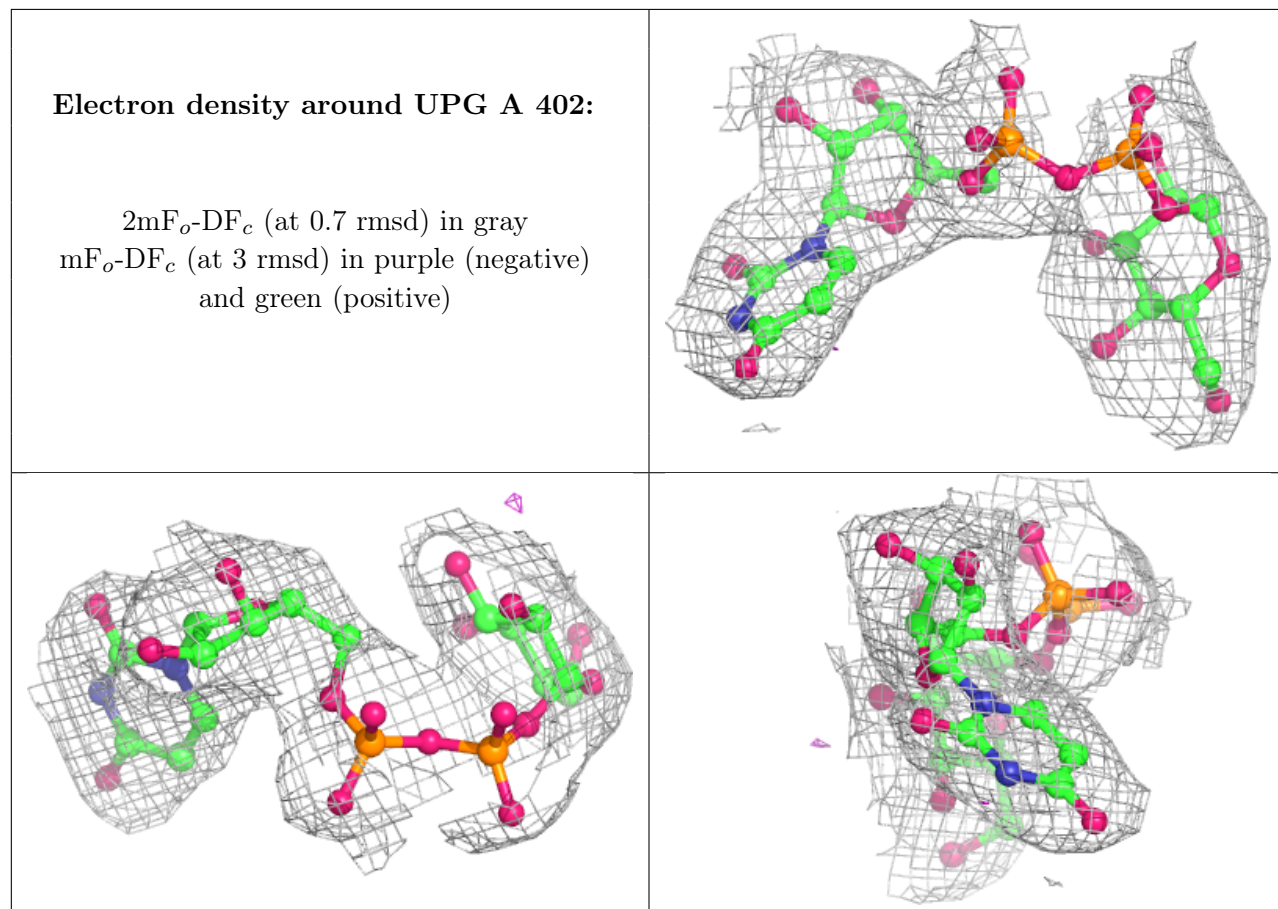 Electron density around UPG A 402:
2mFo-DFc (at 0.7 rmsd) in gray
mFo-DFc (at 3 rmsd) in purple (negative)
and green (positive)